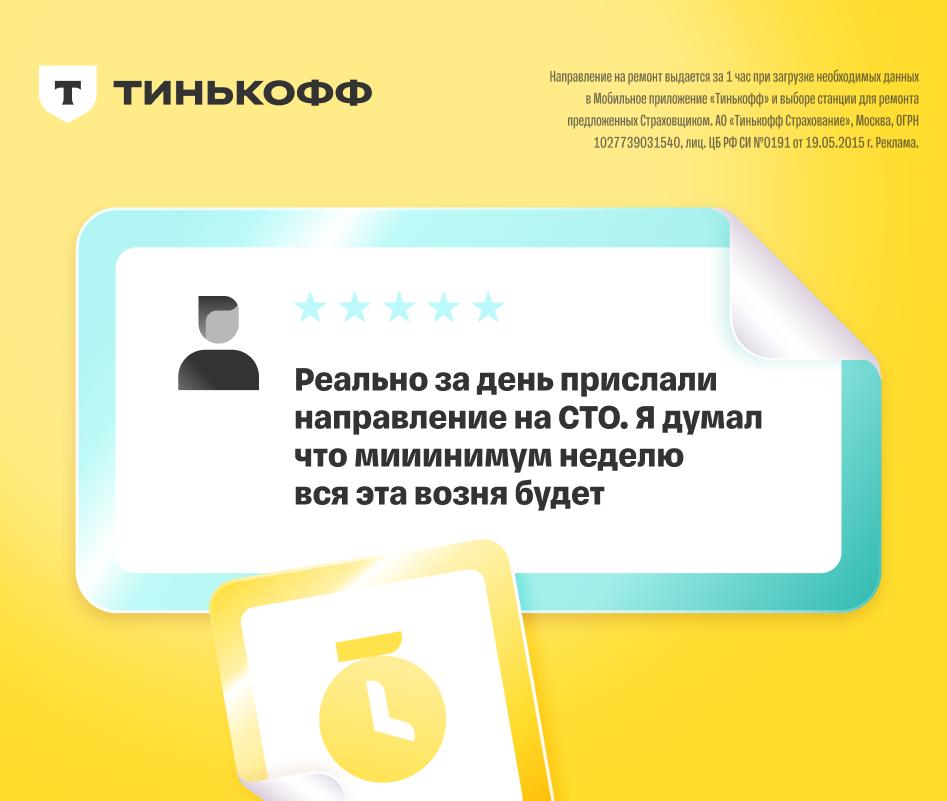 Т ТИНЬКОФФ
Направление на ремонт выдается за 1 час при загрузке необходимых данных
в Мобильное приложение «Тинькофф» и выборе станции для ремонта
предложенных Страховщиком. АО «Тинькофф Страхование», Москва, ОГРН
1027739031540, лиц. ЦБ РФ СИ №0191 от 19.05.2015 г. Реклама.
Реально за день прислали
направление на СТО. Я думал
что мииинимум неделю
вся эта возня будет